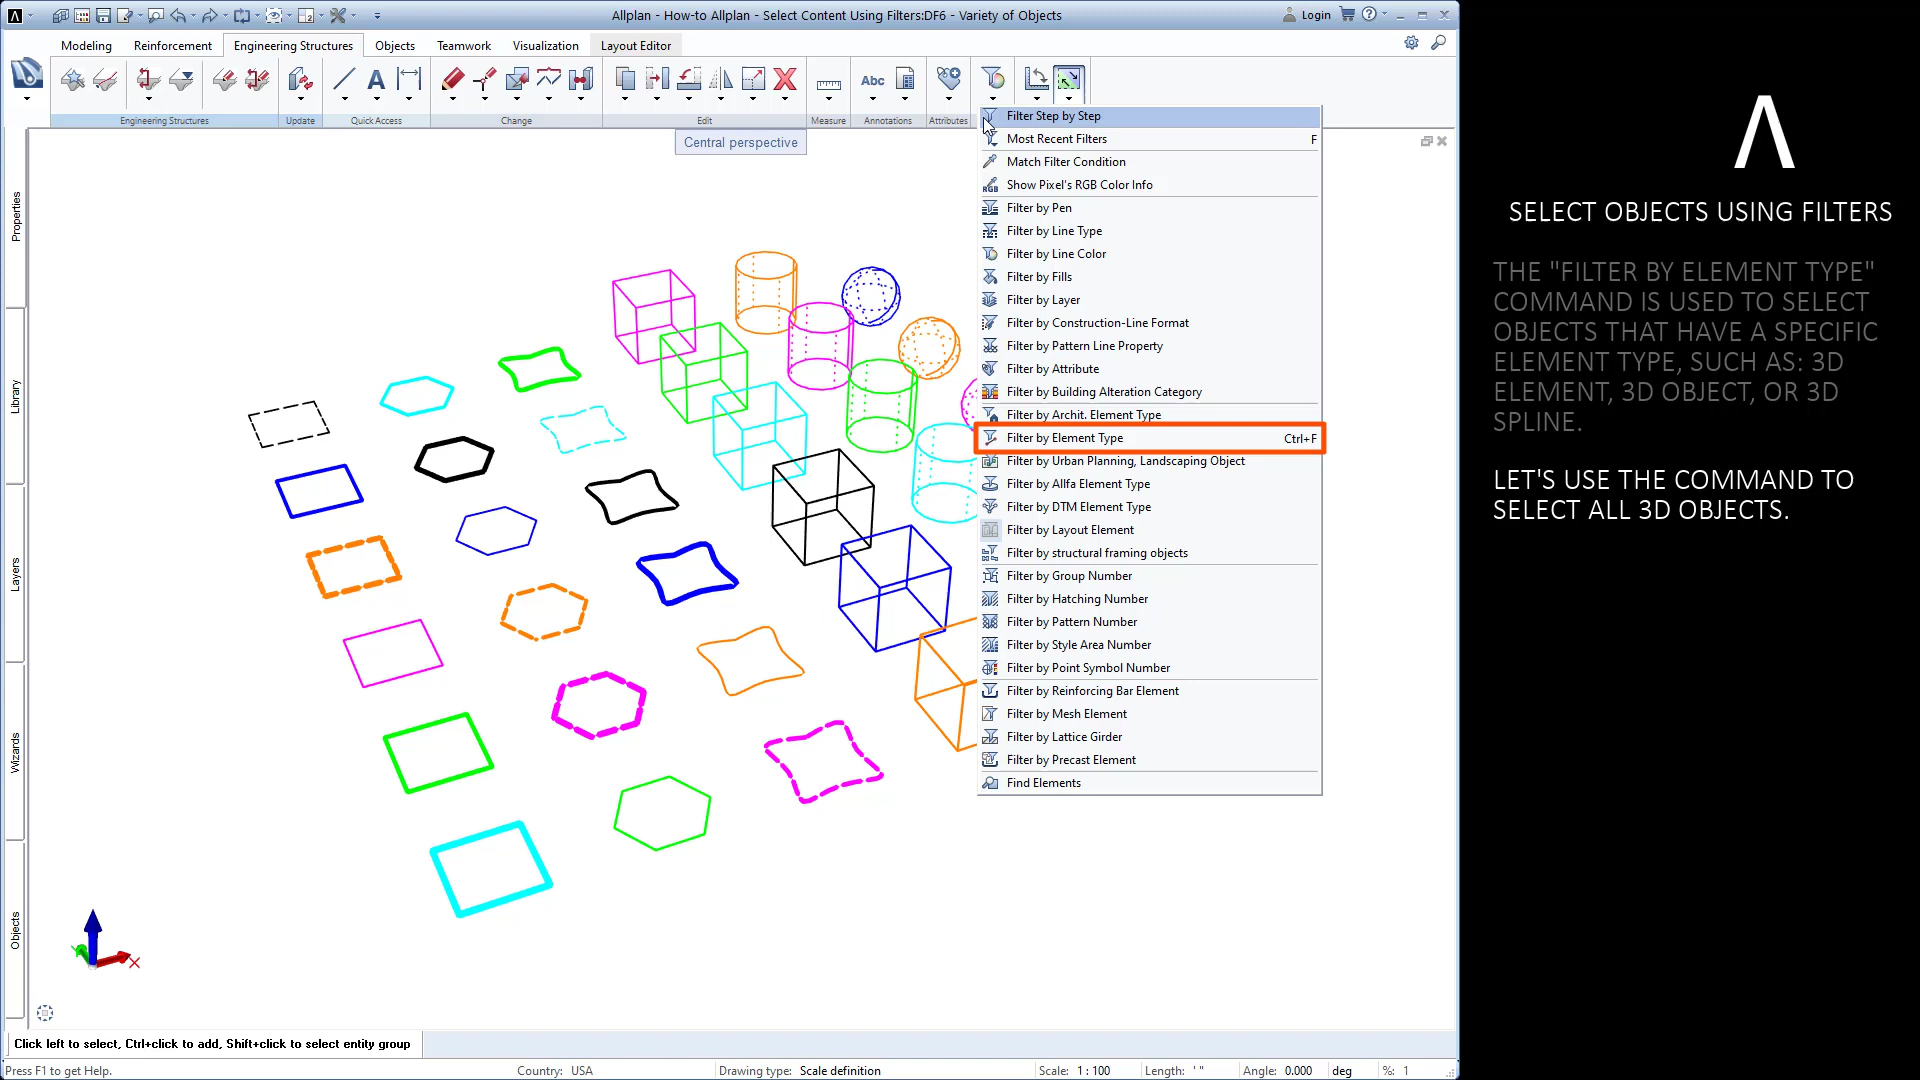 Allplan - How-to Allplan - Select Content Using Filters:DF6 - Variety of Objects
Login
Modeling
Reinforcement
Engineering Structures
Objects
Teamwork
Visualization
Layout Editor
Abc
Engineering Structures
Update
Quick Access
Change
Edit
Measure
Annotations
Attributes
Central perspective
Filter Step by Step
Most Recent Filters F
Match Filter Condition
Show Pixel's RGB Color Info
Filter by Pen
Filter by Line Type
Filter by Line Color
Filter by Fills
Filter by Layer
Filter by Construction-Line Format
Filter by Pattern Line Property
Filter by Attribute
Filter by Building Alteration Category
Filter by Archit. Element Type
Filter by Element Type Ctrl+F
Filter by Urban Planning, Landscaping Object
Filter by Allfa Element Type
Filter by DTM Element Type
Filter by Layout Element
Filter by structural framing objects
Filter by Group Number
Filter by Hatching Number
Filter by Pattern Number
Filter by Style Area Number
Filter by Point Symbol Number
Filter by Reinforcing Bar Element
Filter by Mesh Element
Filter by Lattice Girder
Filter by Precast Element
Find Elements
Properties
Library
Layers
Wizards
Objects
X
Click left to select, Ctrl+click to add, Shift+click to select entity group
Press F1 to get Help.
Country: USA
Drawing type: Scale definition
Scale: 1 : 100
Length: ' "
Angle: 0.000
deg
%: 1
SELECT OBJECTS USING FILTERS
THE "FILTER BY ELEMENT TYPE"
COMMAND IS USED TO SELECT
OBJECTS THAT HAVE A SPECIFIC
ELEMENT TYPE, SUCH AS: 3D
ELEMENT, 3D OBJECT, OR 3D
SPLINE.
LET'S USE THE COMMAND TO
SELECT ALL 3D OBJECTS.